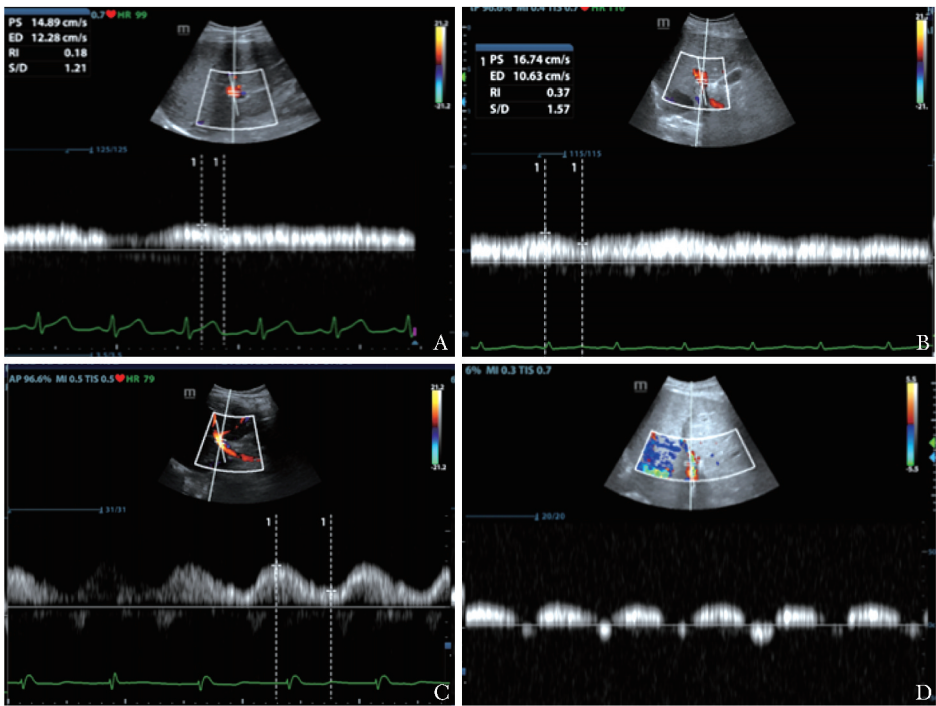 PS 14.89 cm/s
ED 12.28 cm/s
RI 0.18
S/D 1.21
0.7 HR 99
m
21.2
-21.2
125/125
1 1
A
AP 96.6% MI 0.4 TIS 0.7 HR 110
m
1 PS 16.74 cm/s
ED 10.63 cm/s
RI 0.37
S/D 1.57
21.2
-21.
115/115
1 1
B
AP 96.6% MI 0.5 TIS 0.5 HR 79
m
21.2
-21.2
31/31
1 1
C
6% MI 0.3 TIS 0.7
m
5.5
-5.5
20/20
D